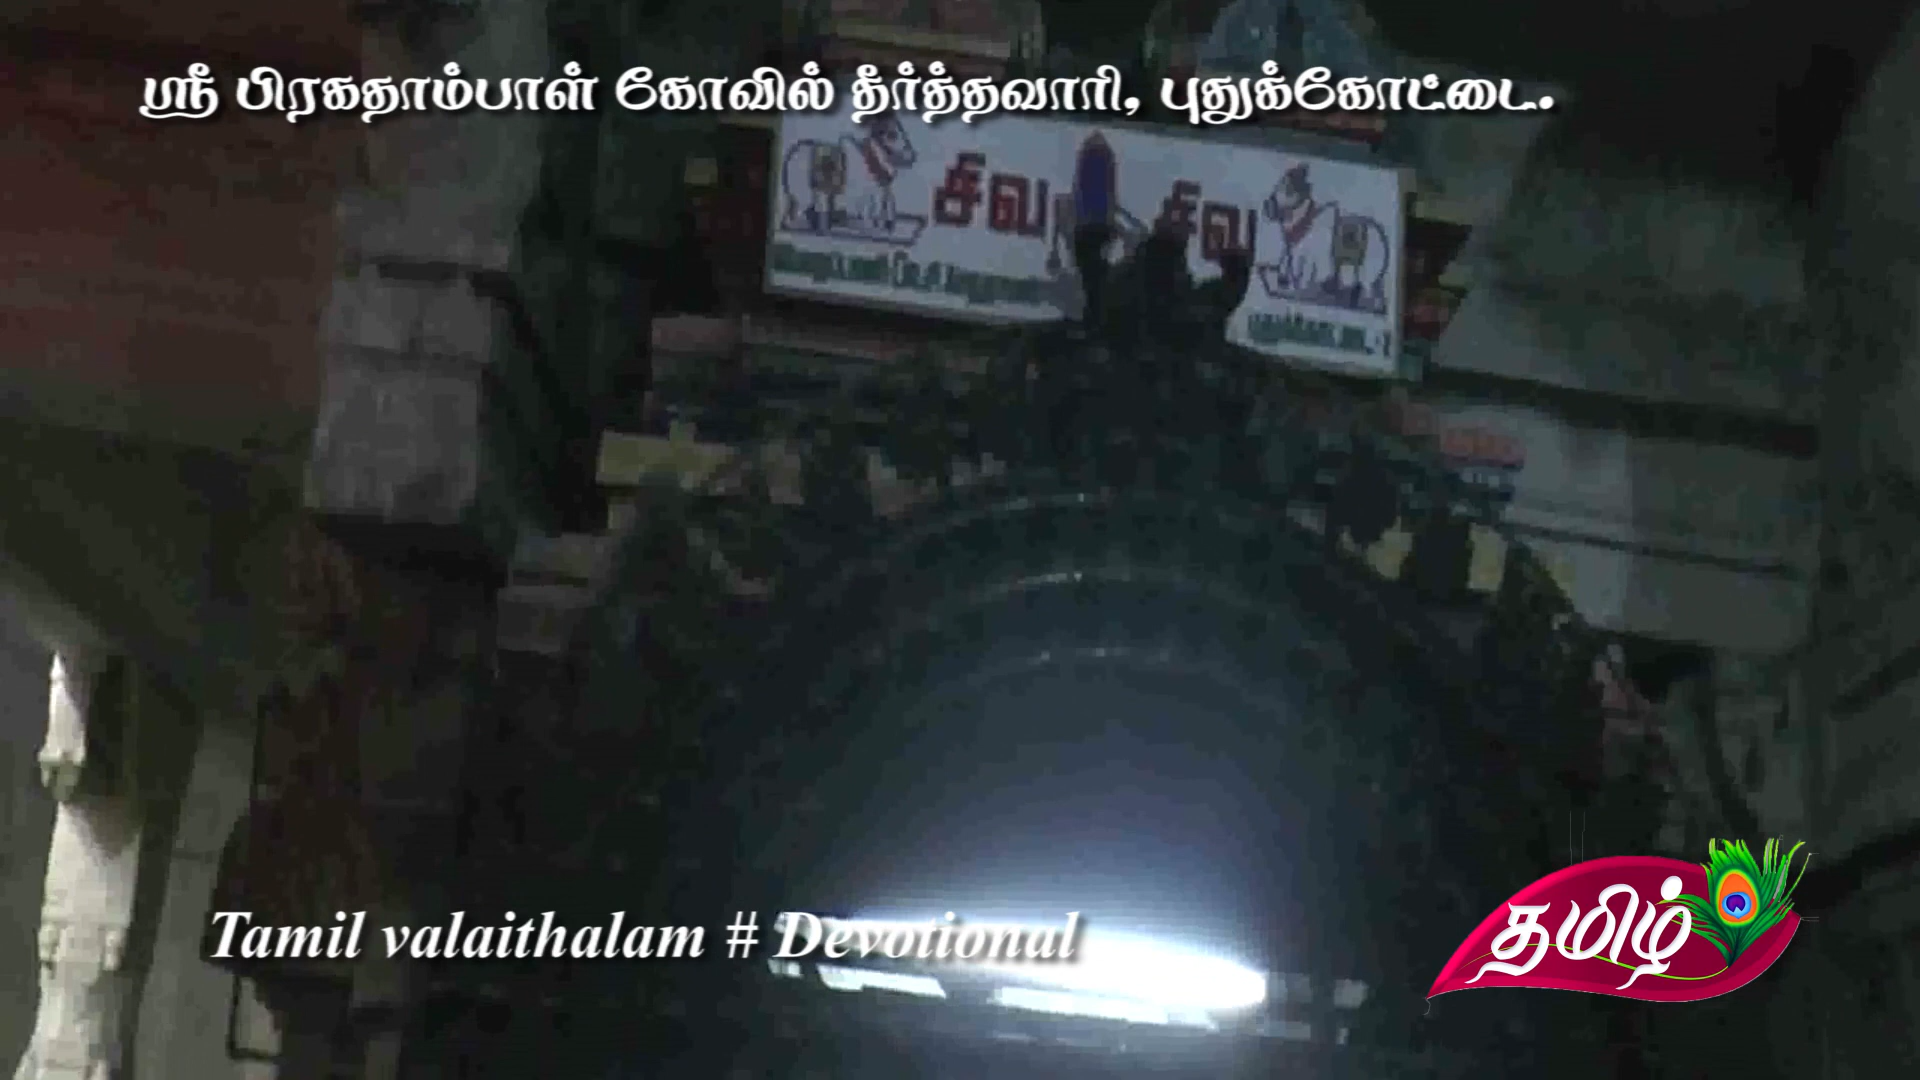 ஸ்ரீ பிரகதாம்பாள் கோவில் தீர்த்தவாரி, புதுக்கோட்டை.
சிவ சிவ
Tamil valaithalam # Devotional
தமிழ்